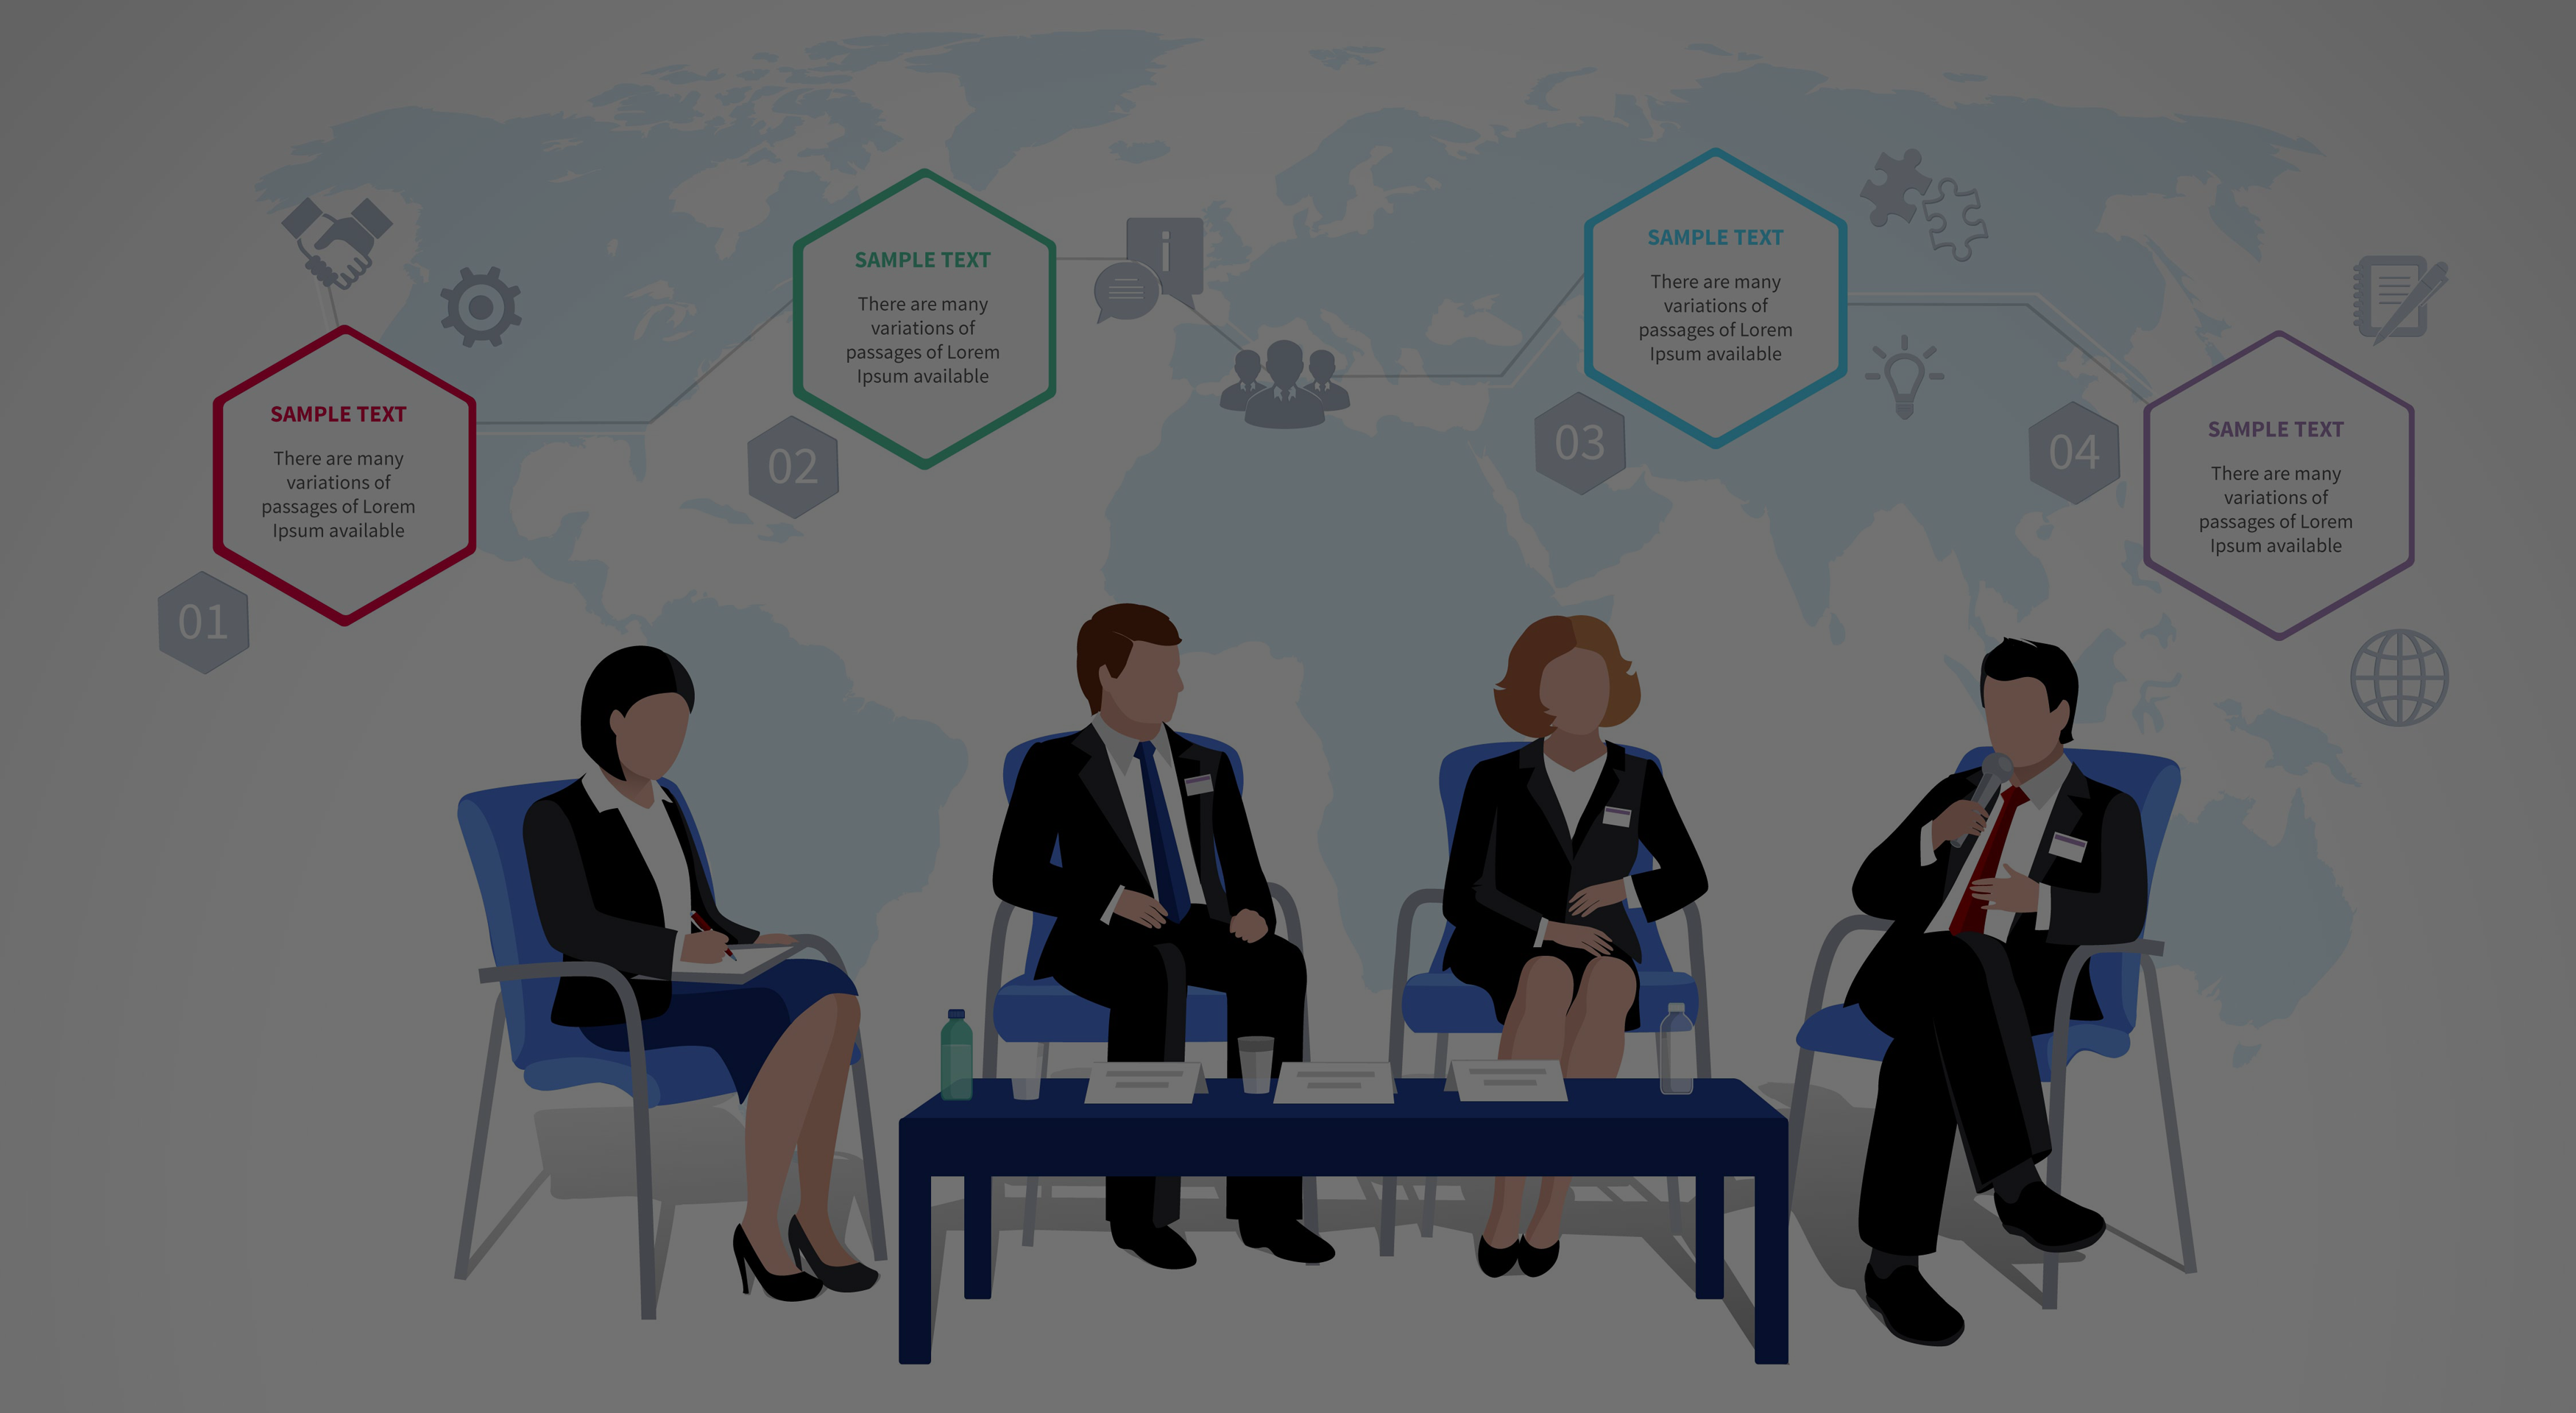 SAMPLE TEXT
There are many
variations of
passages of Lorem
Ipsum available
01
SAMPLE TEXT
There are many
variations of
passages of Lorem
Ipsum available
02
SAMPLE TEXT
There are many
variations of
passages of Lorem
Ipsum available
03
SAMPLE TEXT
There are many
variations of
passages of Lorem
Ipsum available
04